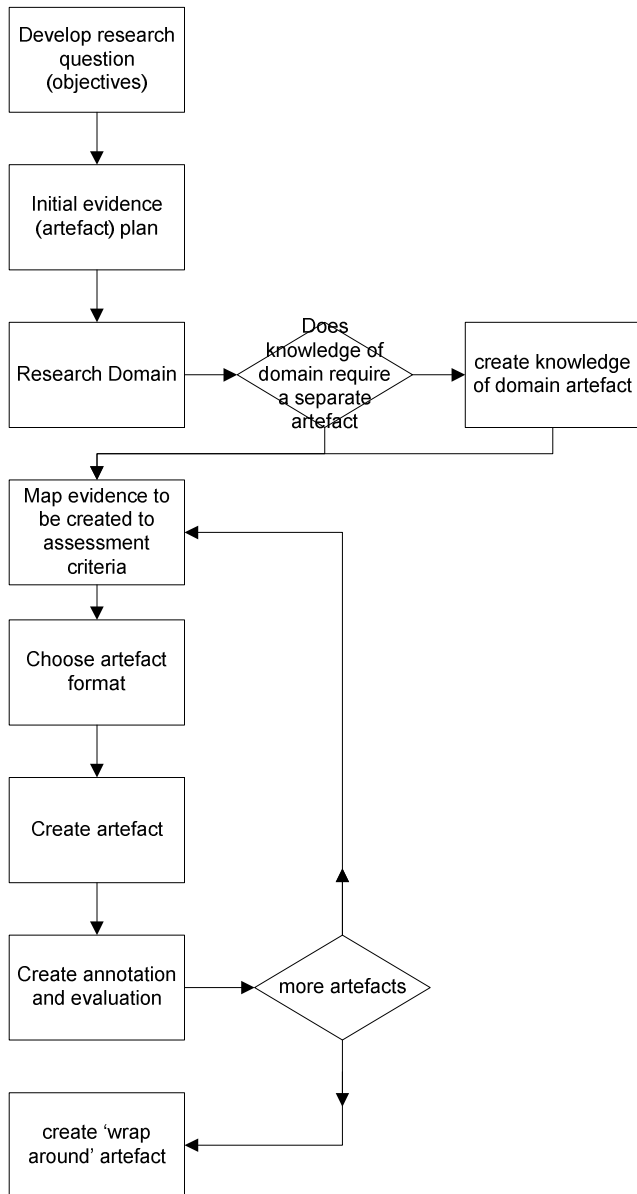 Develop research
question
(objectives)
Initial evidence
(artefact) plan
Research Domain
Does
knowledge of
domain require
a separate
artefact
create knowledge
of domain artefact
Map evidence to
be created to
assessment
criteria
Choose artefact
format
Create artefact
Create annotation
and evaluation
more artefacts
create ‘wrap
around’ artefact